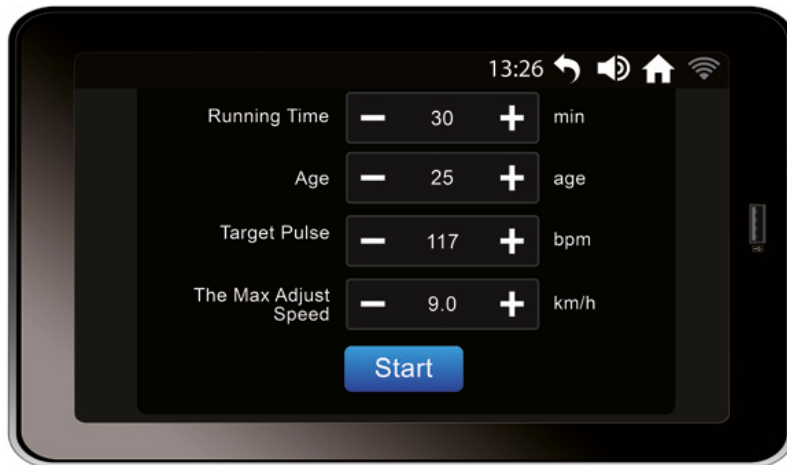 13:26
Running Time 30 min
Age 25 age
Target Pulse 117 bpm
The Max Adjust
Speed 9.0 km/h
Start